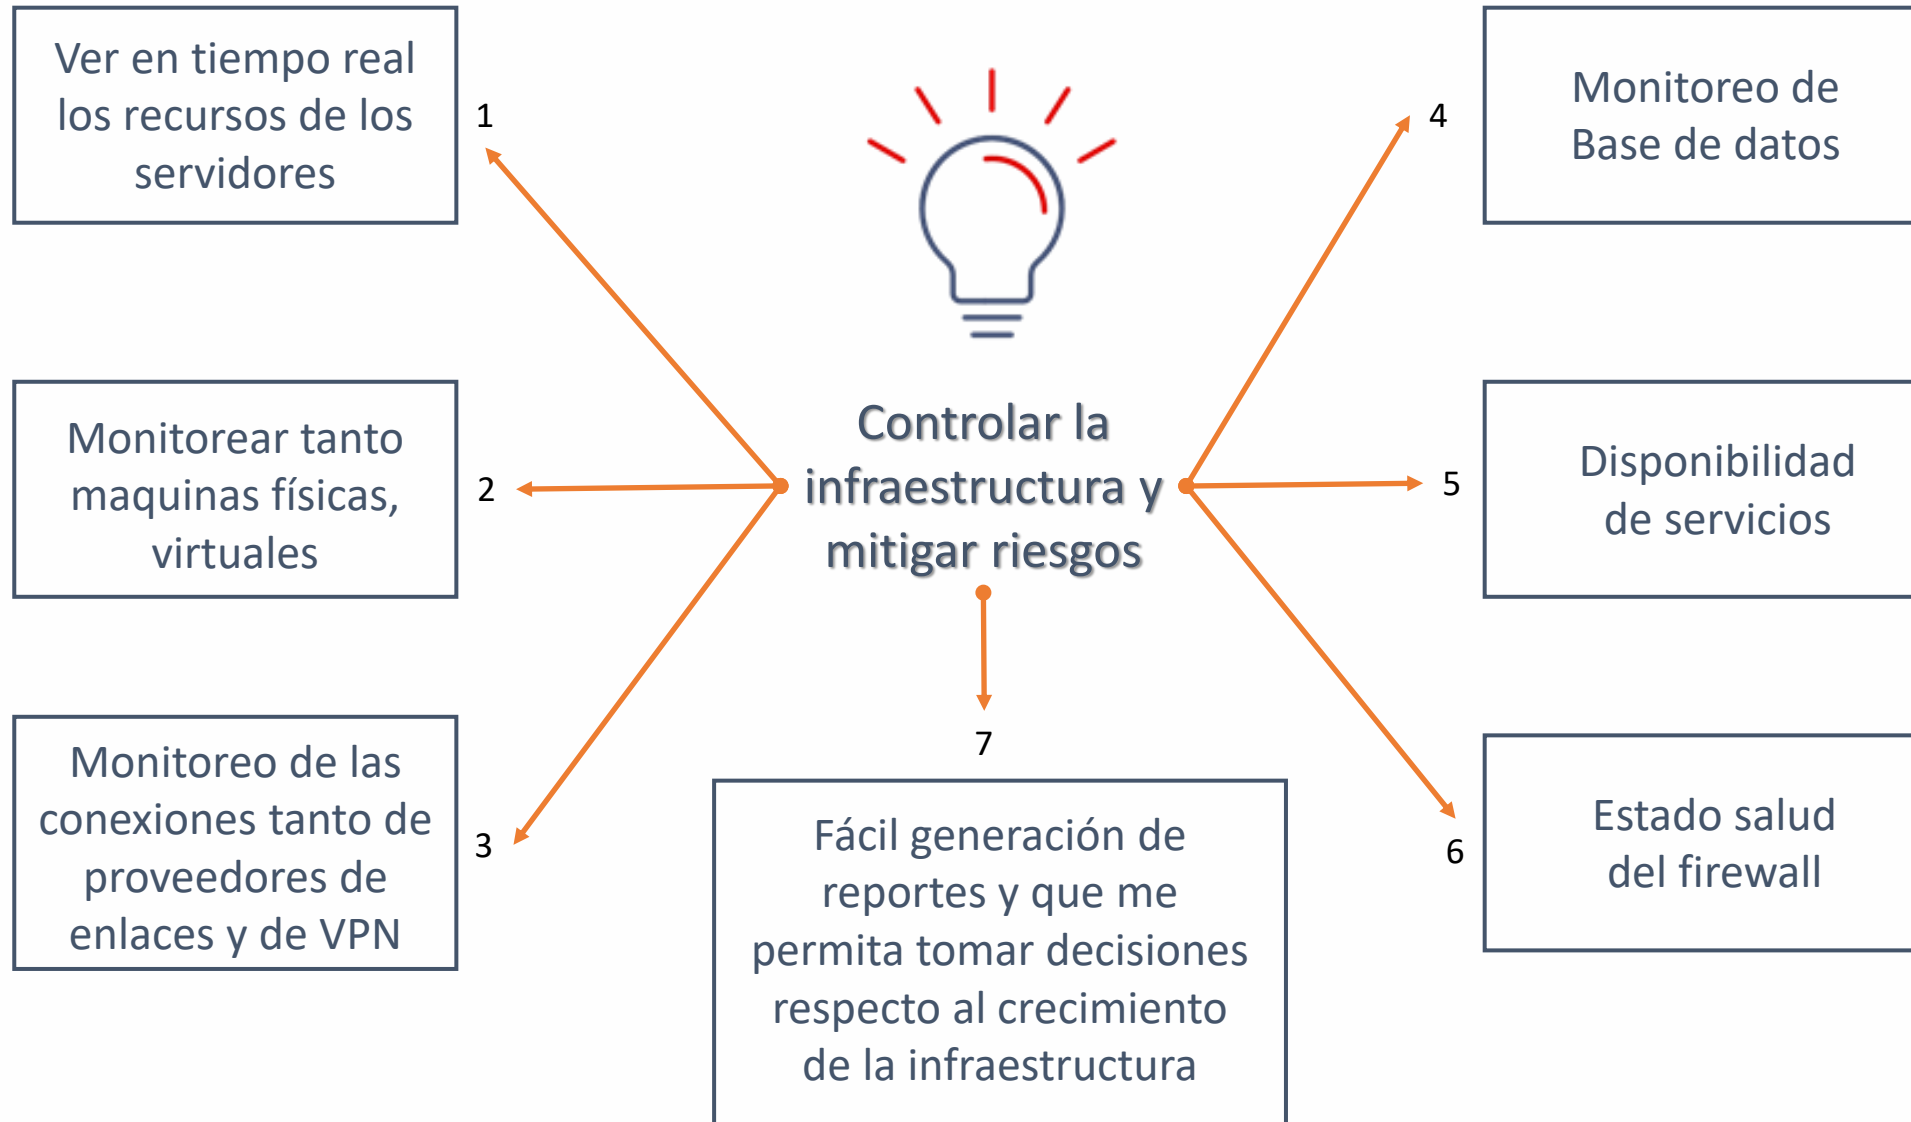 Ver en tiempo real
los recursos de los
servidores
1
Monitorear tanto
maquinas físicas,
virtuales
2
Monitoreo de las
conexiones tanto de
proveedores de
enlaces y de VPN
3
Controlar la
infraestructura y
mitigar riesgos
4
Monitoreo de
Base de datos
5
Disponibilidad
de servicios
6
Estado salud
del firewall
7
Fácil generación de
reportes y que me
permita tomar decisiones
respecto al crecimiento
de la infraestructura